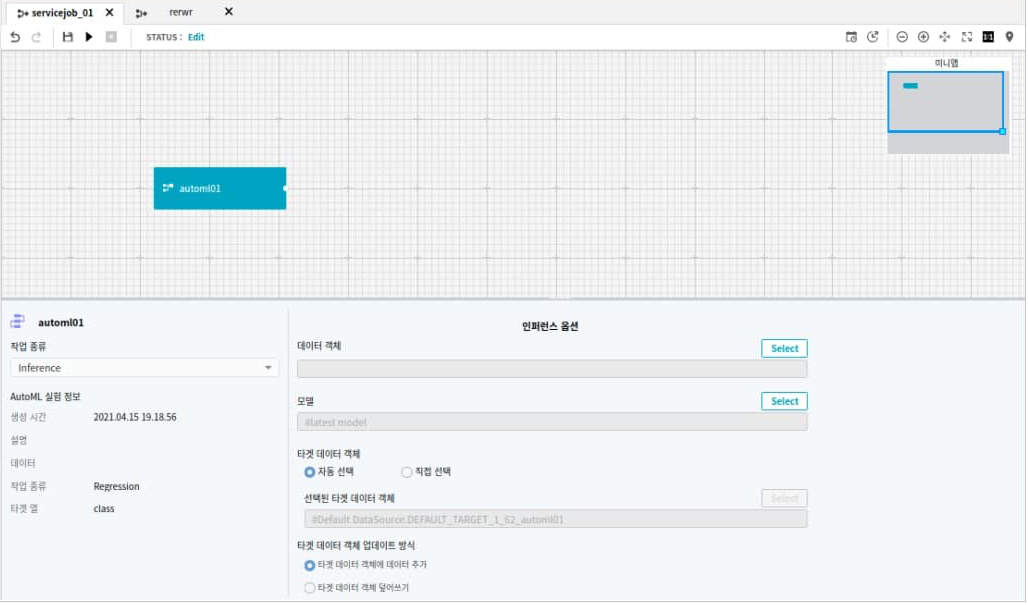 servicejob_01
rerwr
STATUS : Edit
1:1
미니맵
automl01
automl01
작업 종류
Inference
AutoML 실험 정보
생성 시간 2021.04.15 19.18.56
설명
데이터
작업 종류 Regression
타겟 열 class
인퍼런스 옵션
데이터 객체 Select
모델 Select
#latest model
타겟 데이터 객체
자동 선택 직접 선택
선택된 타겟 데이터 객체 Select
#Default DataSource.DEFAULT_TARGET_1_62_automl01
타겟 데이터 객체 업데이트 방식
타겟 데이터 객체에 데이터 추가
타겟 데이터 객체 덮어쓰기